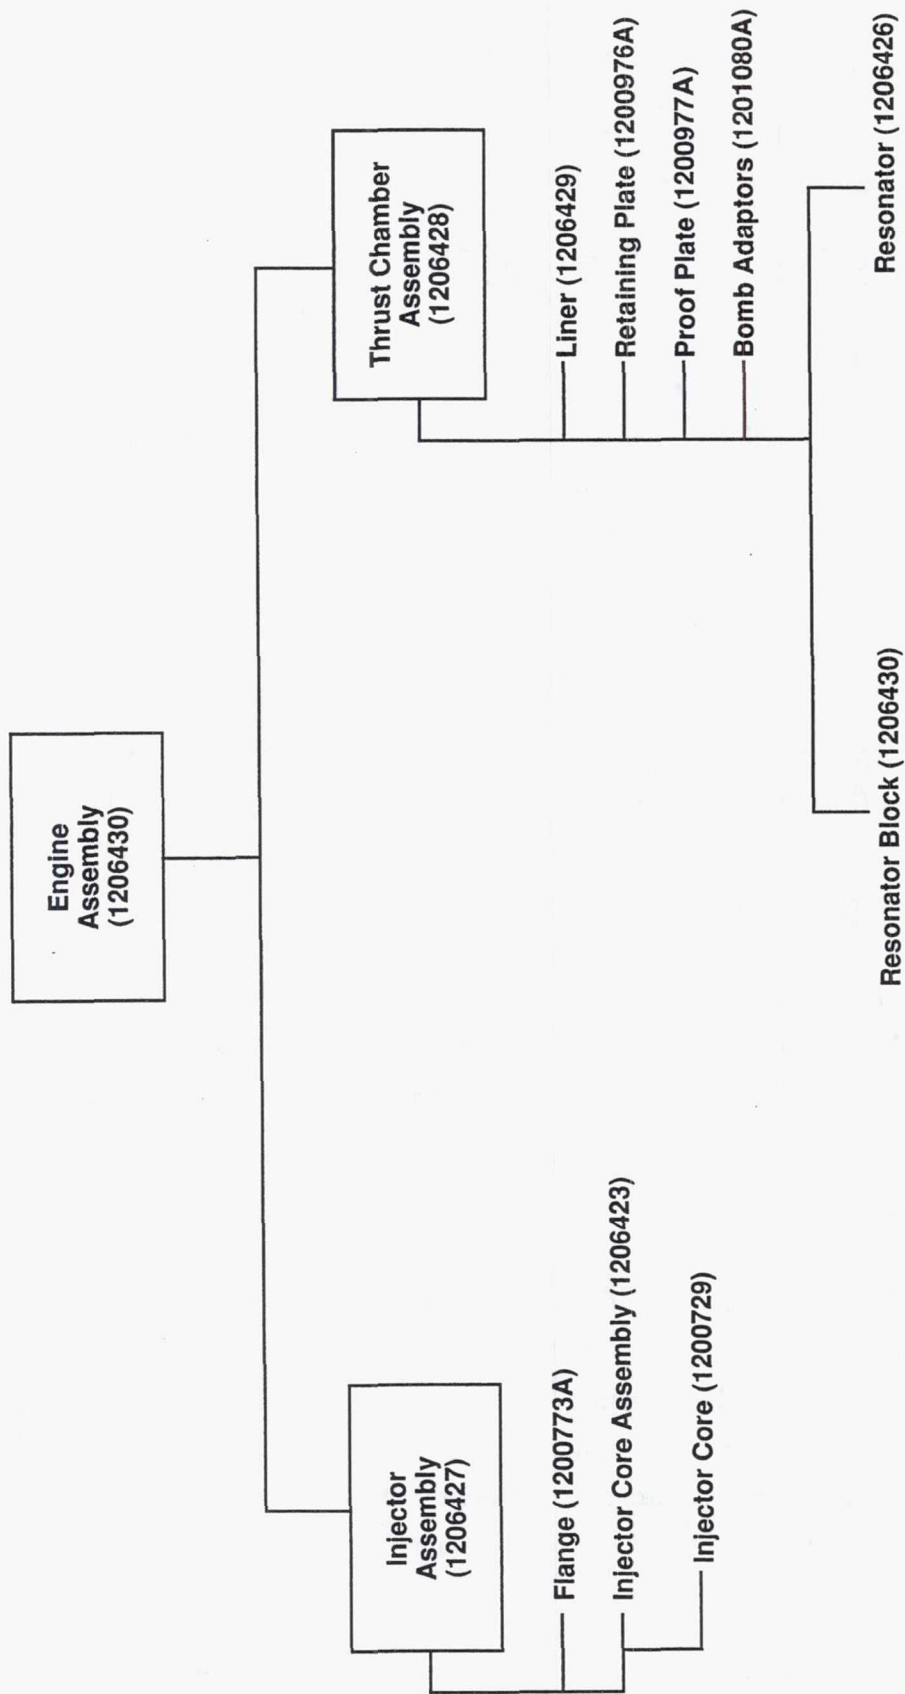 Engine
Assembly
(1206430)
Injector
Assembly
(1206427)
Flange (1200773A)
Injector Core Assembly (1206423)
Injector Core (1200729)
Thrust Chamber
Assembly
(1206428)
Liner (1206429)
Retaining Plate (1200976A)
Proof Plate (1200977A)
Bomb Adaptors (1201080A)
Resonator Block (1206430)
Resonator (1206426)